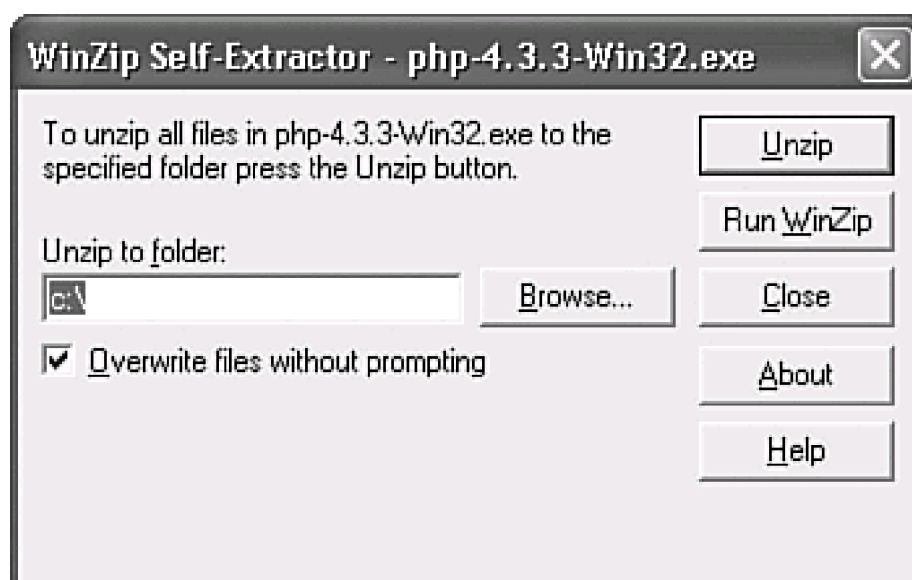 WinZip Self-Extractor - php-4.3.3-Win32.exe
To unzip all files in php-4.3.3-Win32.exe to the
specified folder press the Unzip button.
Unzip to folder:
c:\
Browse...
Overwrite files without prompting
Unzip
Run WinZip
Close
About
Help